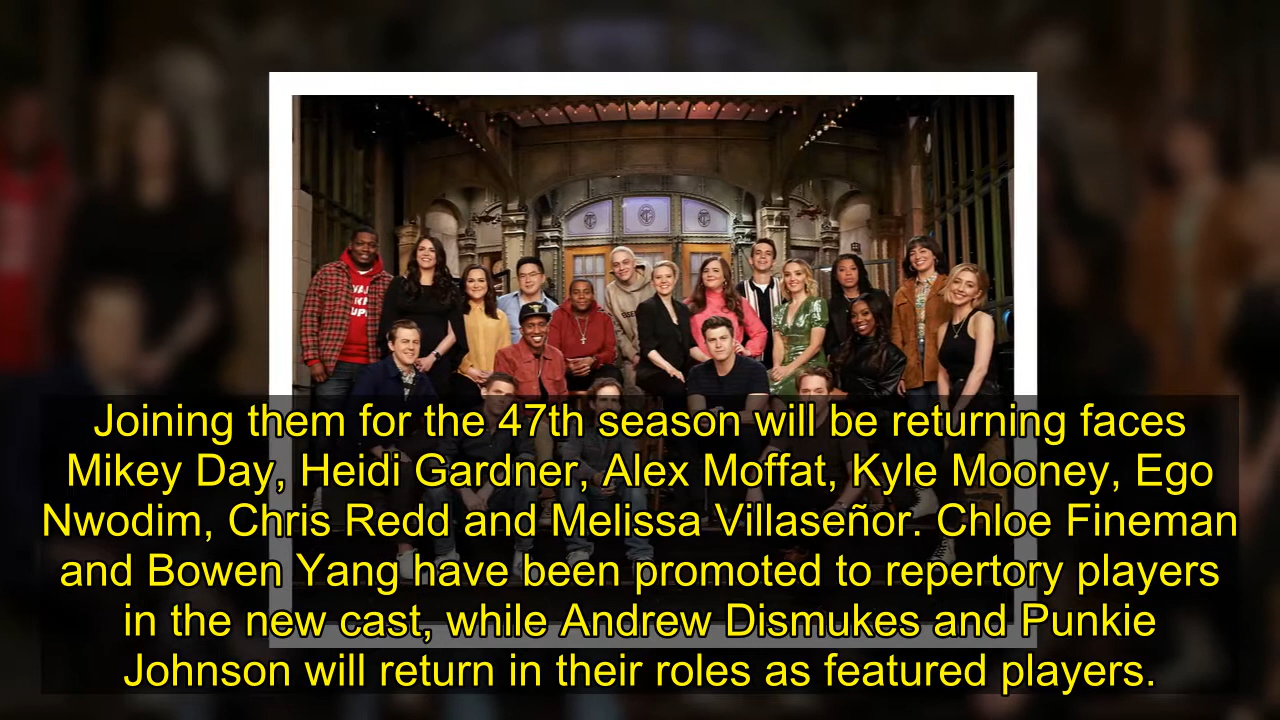 Joining them for the 47th season will be returning faces
Mikey Day, Heidi Gardner, Alex Moffat, Kyle Mooney, Ego
Nwodim, Chris Redd and Melissa Villaseñor. Chloe Fineman
and Bowen Yang have been promoted to repertory players
in the new cast, while Andrew Dismukes and Punkie
Johnson will return in their roles as featured players.